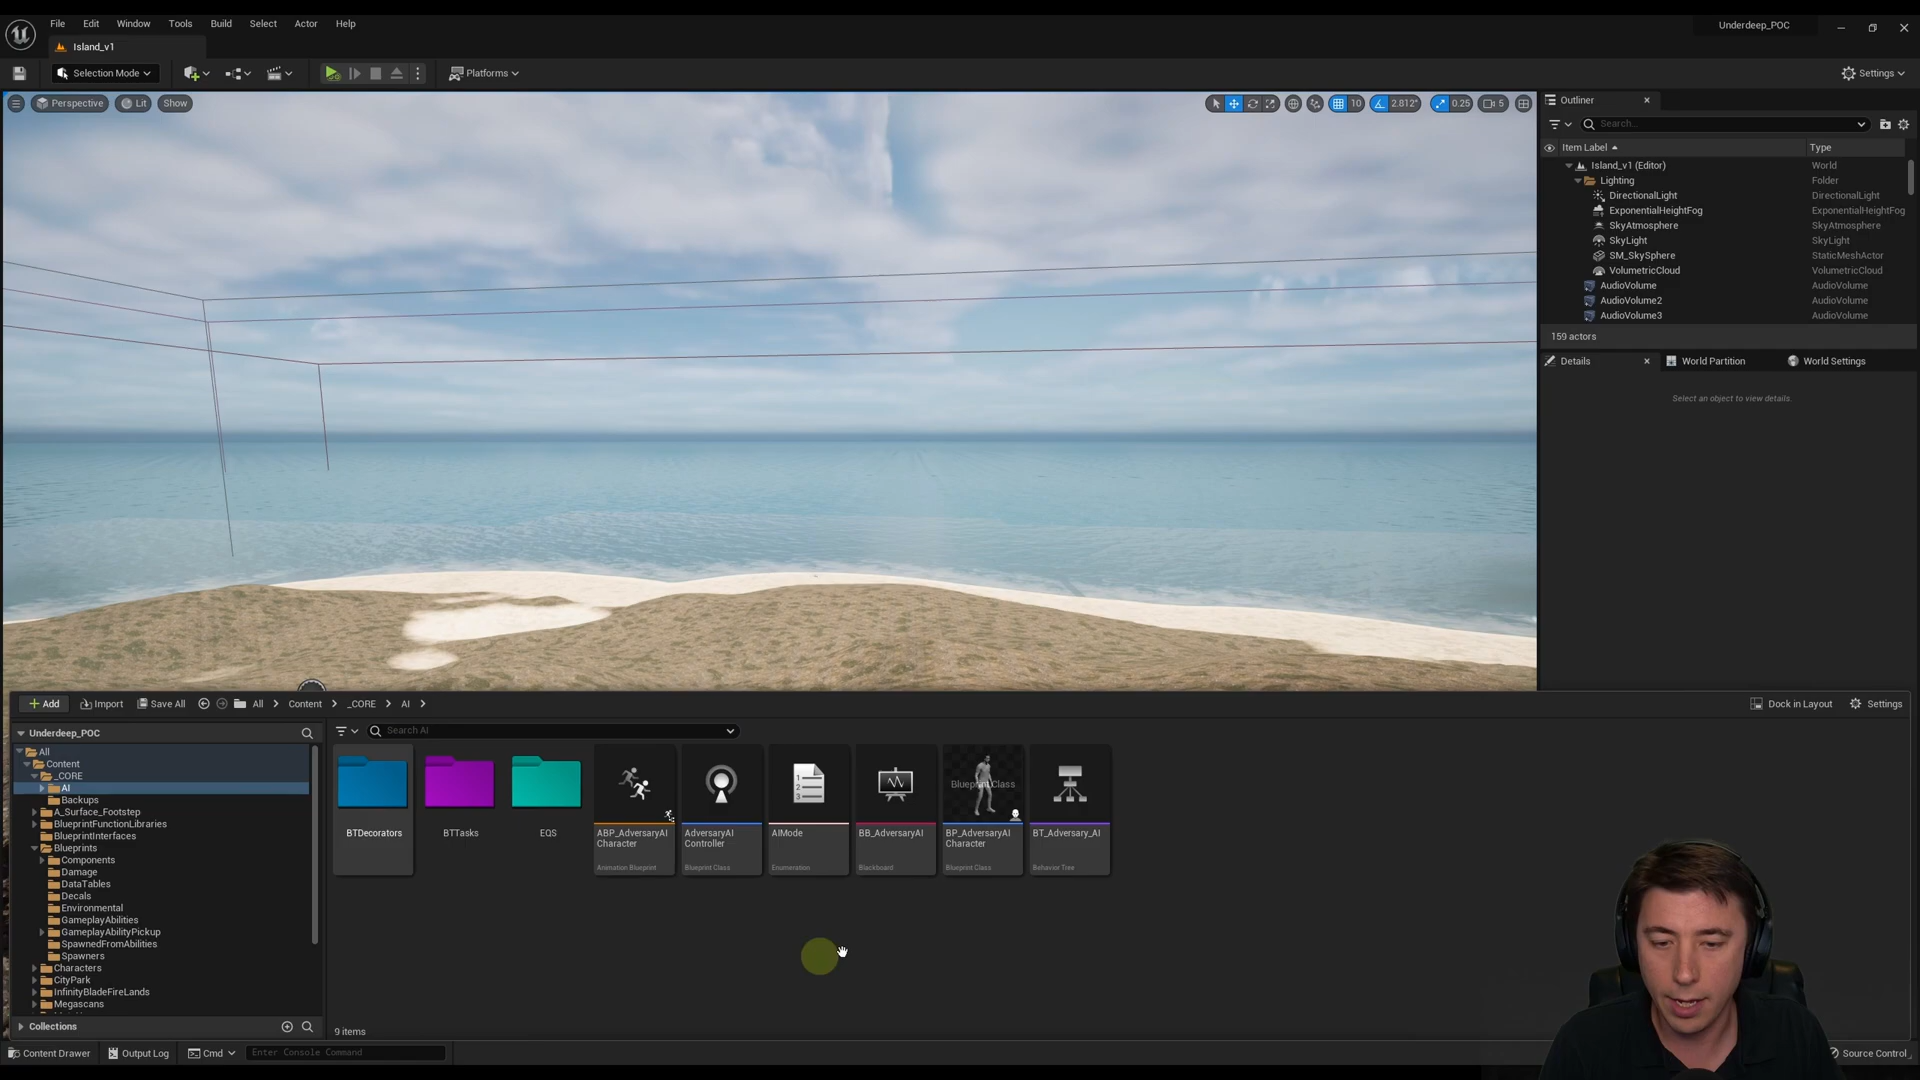 File Edit Window Tools Build Select Actor Help
Underdeep_POC
Island_v1
Selection Mode
Platforms
Settings
Perspective
Lit
Show
10
2.812°
0.25
5
Outliner
Search...
Item Label
Type
Island_v1 (Editor) World
Lighting Folder
DirectionalLight DirectionalLight
ExponentialHeightFog ExponentialHeightFog
SkyAtmosphere SkyAtmosphere
SkyLight SkyLight
SM_SkySphere StaticMeshActor
VolumetricCloud VolumetricCloud
AudioVolume AudioVolume
AudioVolume2 AudioVolume
AudioVolume3 AudioVolume
159 actors
Details
World Partition
World Settings
Select an object to view details.
Add
Import
Save All
All
Content
_CORE
AI
Dock in Layout
Settings
Underdeep_POC
Search AI
All
Content
_CORE
AI
Backups
A_Surface_Footstep
BlueprintFunctionLibraries
BlueprintInterfaces
Blueprints
Components
Damage
DataTables
Decals
Environmental
GameplayAbilities
GameplayAbilityPickup
SpawnedFromAbilities
Spawners
Characters
CityPark
InfinityBladeFireLands
Megascans
Collections
BTDecorators
BTTasks
EQS
ABP_AdversaryAI
Character
Animation Blueprint
AdversaryAI
Controller
Blueprint Class
AIMode
Enumeration
BB_AdversaryAI
Blackboard
Blueprint Class
BP_AdversaryAI
Character
Blueprint Class
BT_Adversary_AI
Behavior Tree
9 items
Content Drawer
Output Log
Cmd
Enter Console Command
Source Control